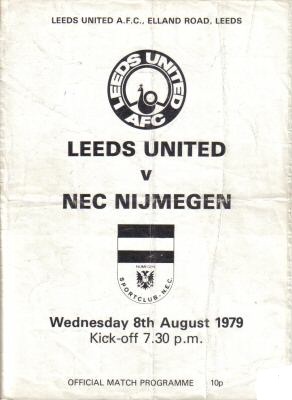 LEEDS UNITED A.F.C., ELLAND ROAD, LEEDS
LEEDS UNITED
AFC
LEEDS UNITED
v
NEC NIJMEGEN
NIJMEGEN
SPORTCLUB N.E.C.
Wednesday 8th August 1979
Kick-off 7.30 p.m.
OFFICIAL MATCH PROGRAMME 10p